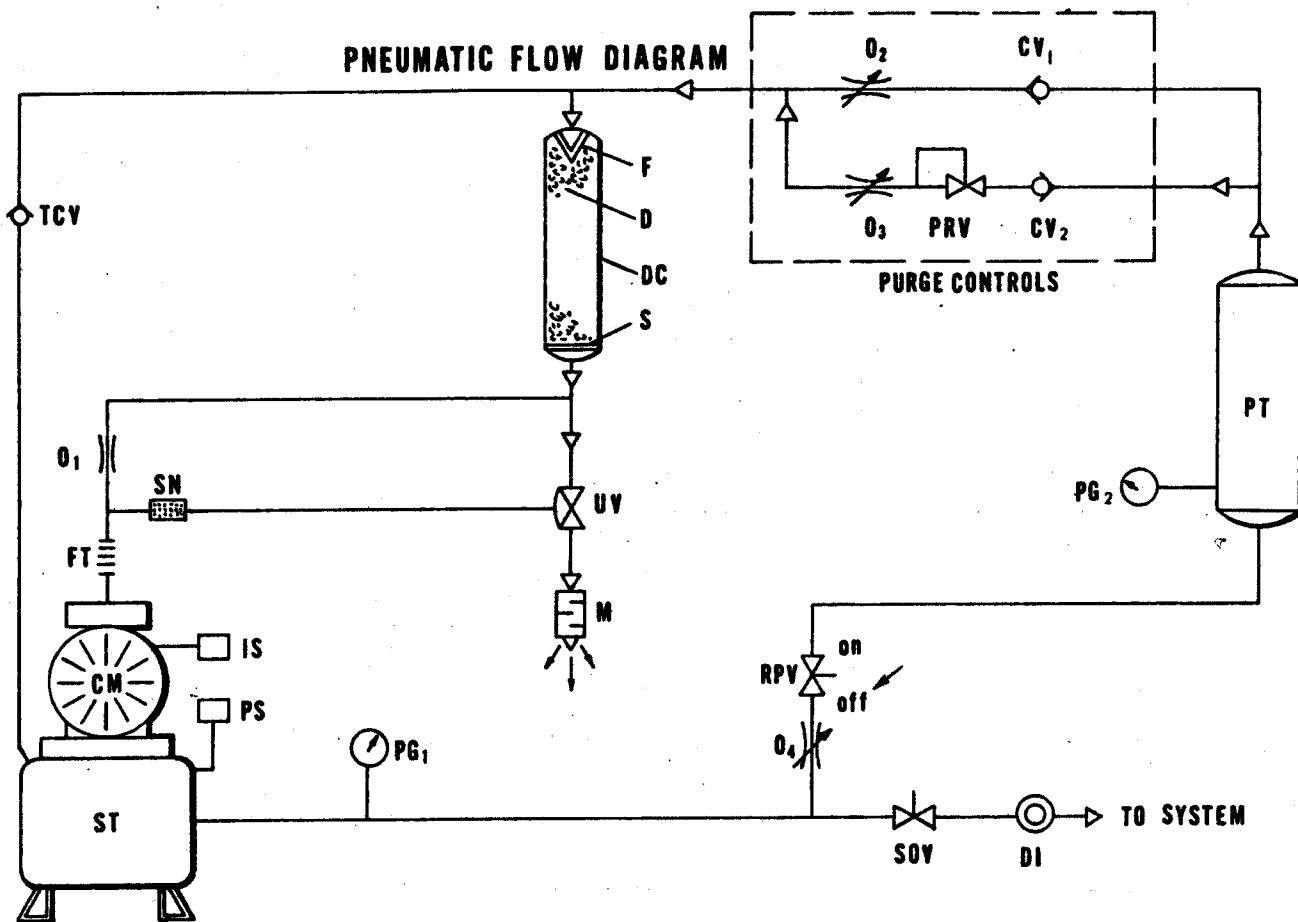 PNEUMATIC FLOW DIAGRAM
O2
CV1
F
TCV
D
O3
PRV
CV2
DC
PURGE CONTROLS
S
PT
O1
SN
UV
PG2
FT
M
on
IS
RPV
CM
off
PS
O4
PG1
ST
TO SYSTEM
SOV
DI